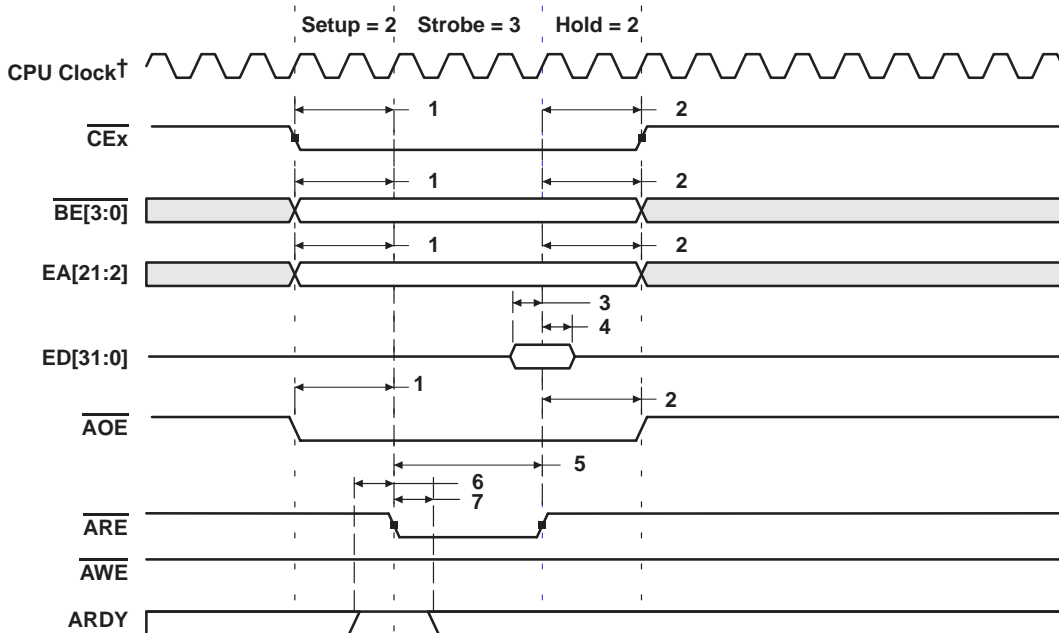 Setup = 2 Strobe = 3 Hold = 2
CPU Clock†
1 2
CEx
1 2
BE[3:0]
1 2
EA[21:2]
3
4
ED[31:0]
1
2
AOE
5
6
7
ARE
AWE
ARDY